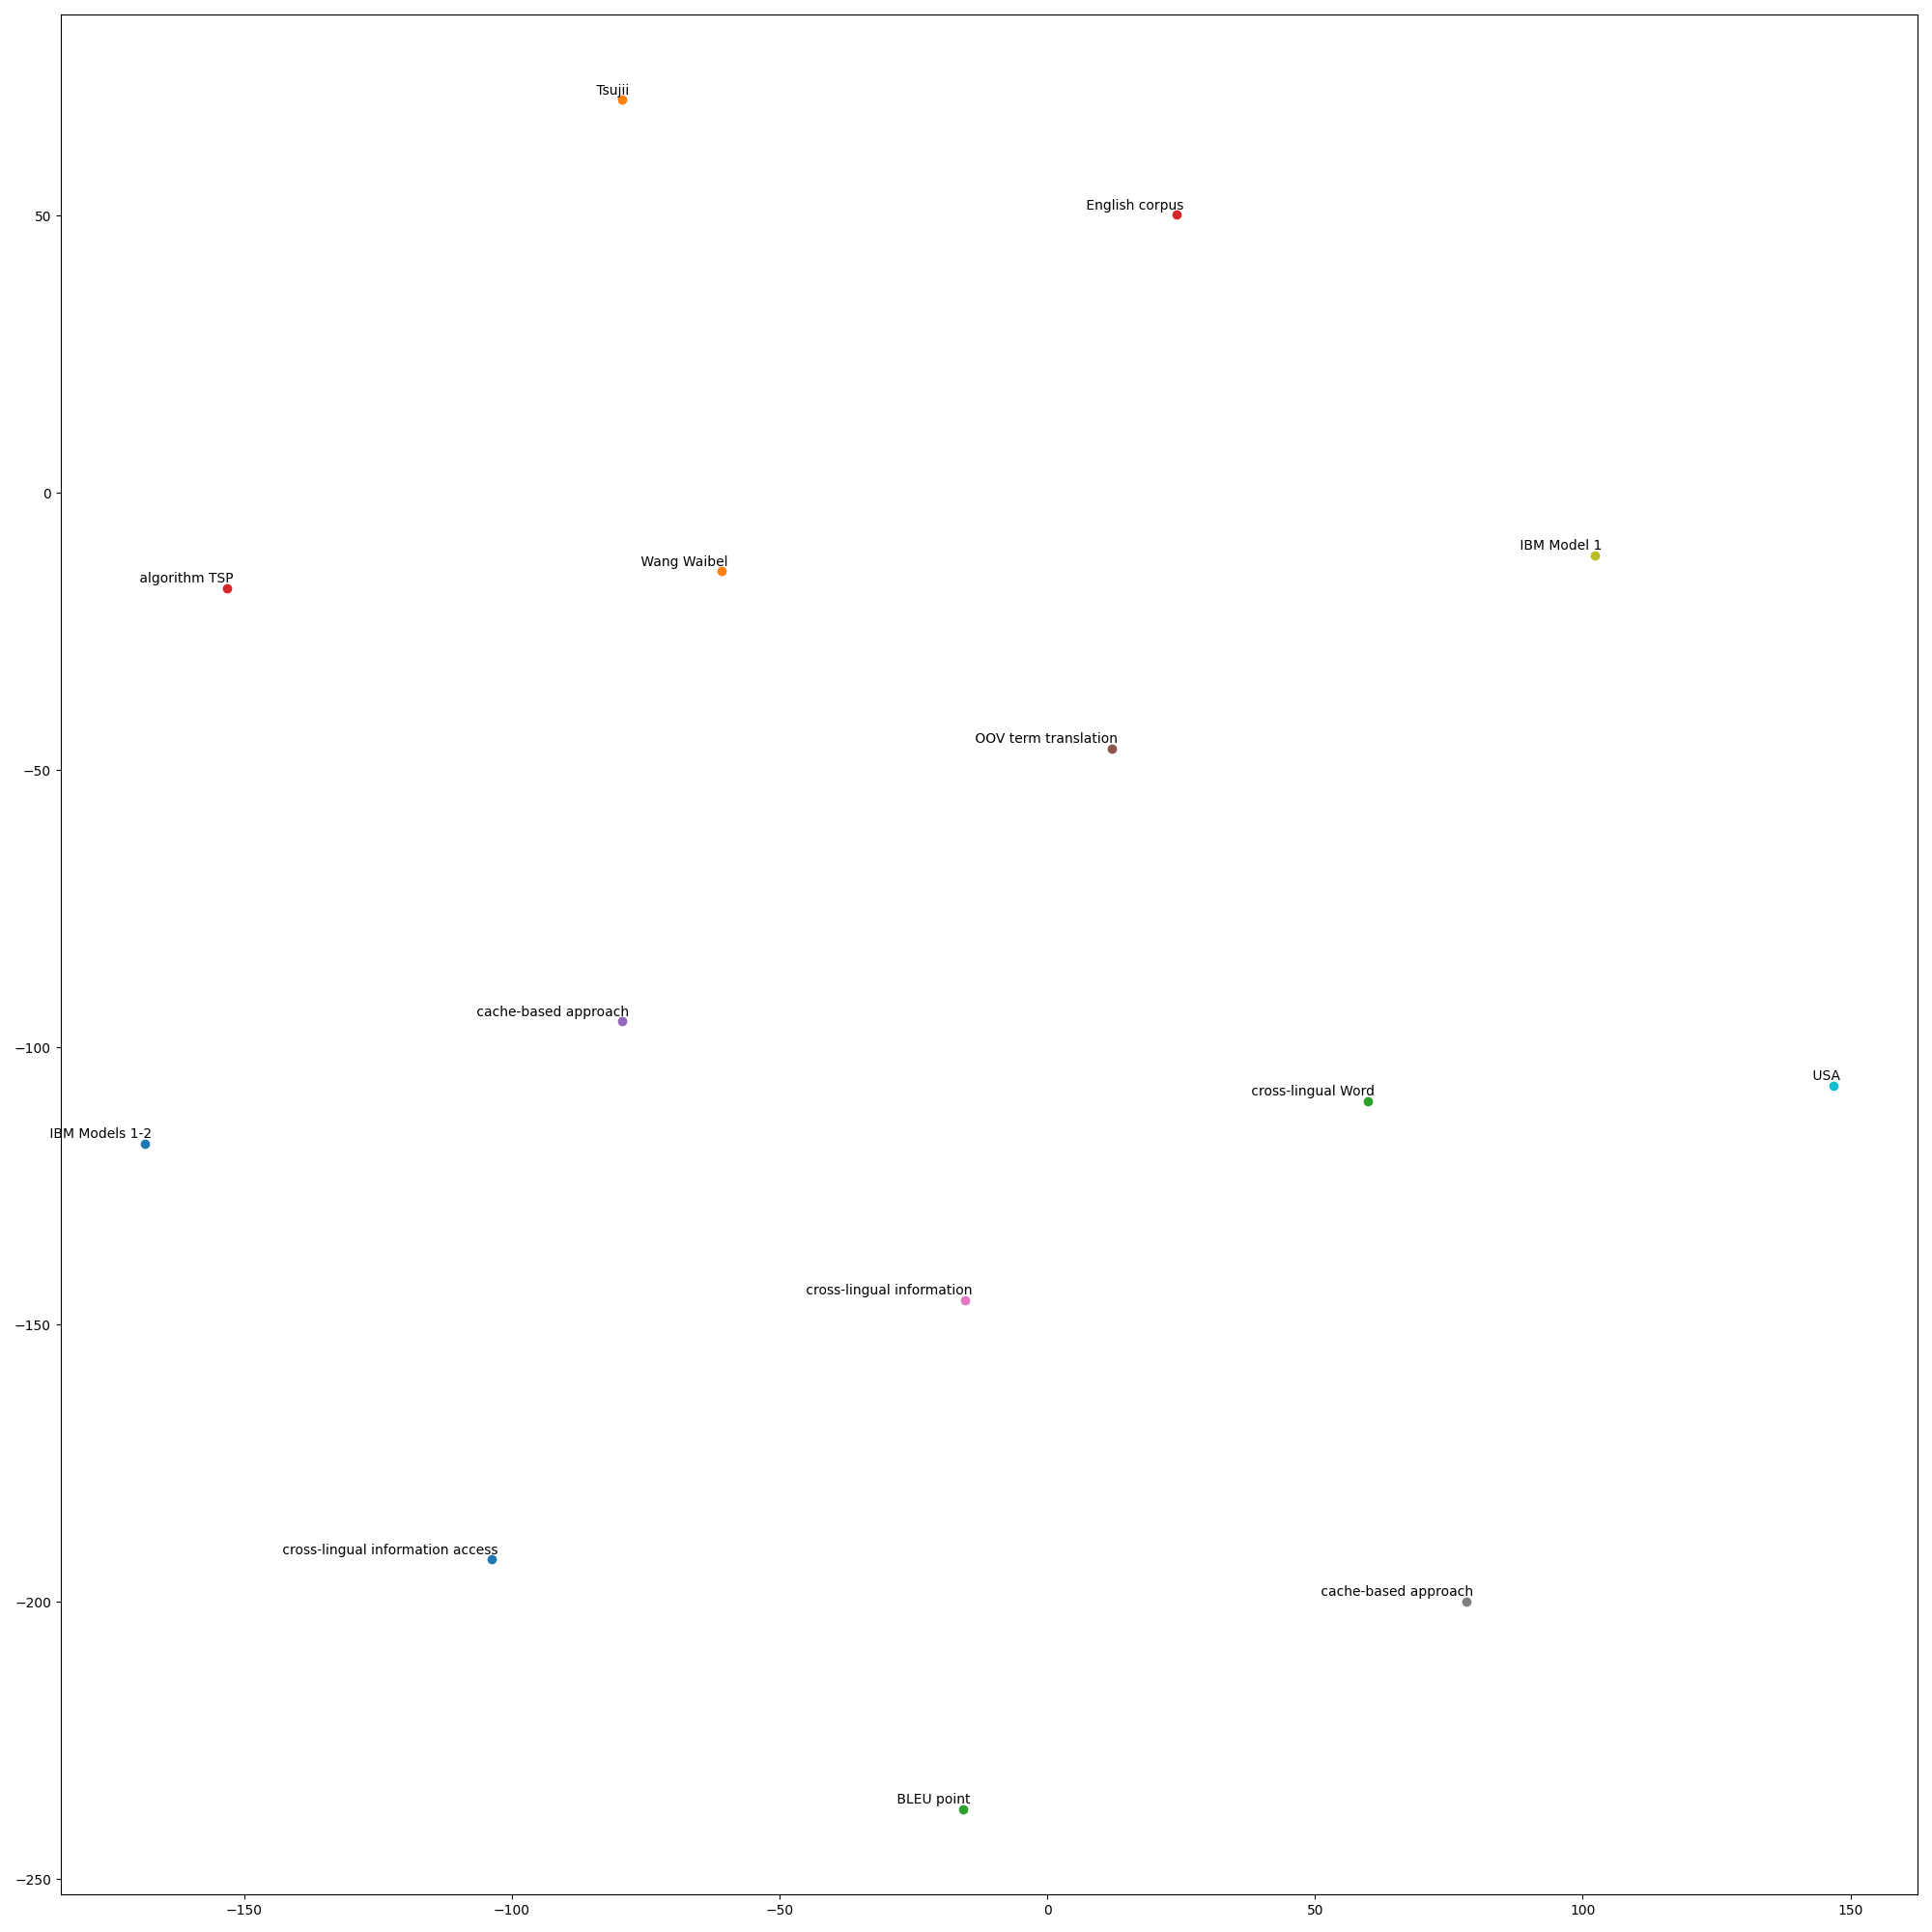 Tsujii
English corpus
50
0
IBM Model 1
Wang Waibel
algorithm TSP
OOV term translation
−50
cache-based approach
−100
USA
cross-lingual Word
IBM Models 1-2
cross-lingual information
−150
cross-lingual information access
cache-based approach
−200
BLEU point
−250
−150
−100
−50
0
50
100
150